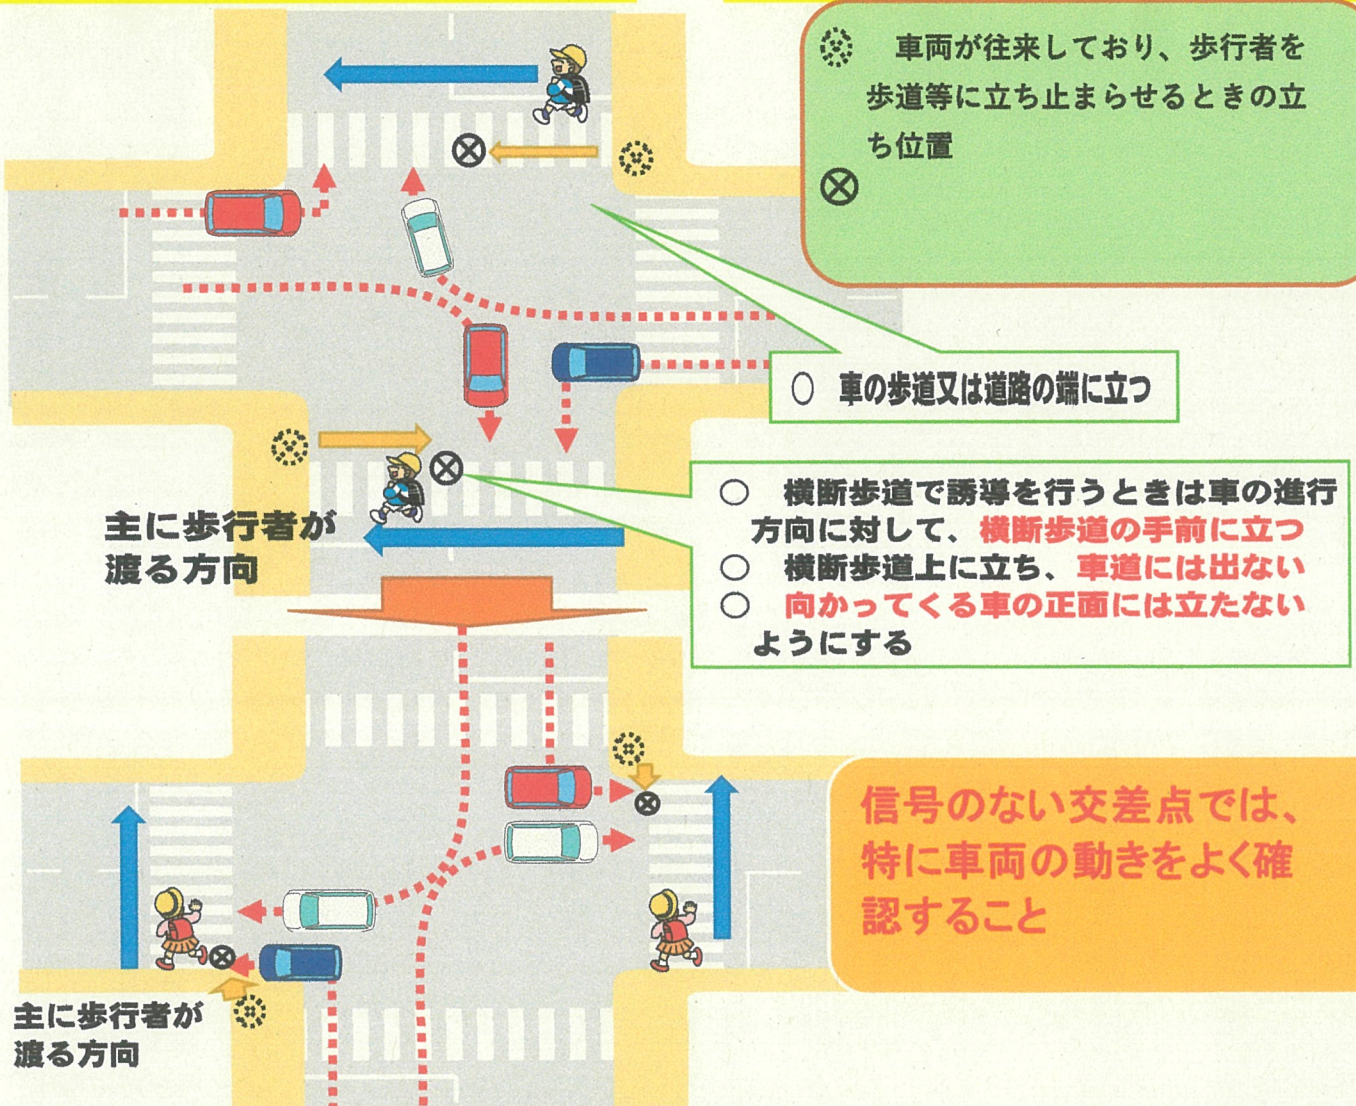 車両が往来しており、歩行者を
歩道等に立ち止まらせるときの立
ち位置
○ 車の歩道又は道路の端に立つ
○ 横断歩道で誘導を行うときは車の進行
方向に対して、横断歩道の手前に立つ
○ 横断歩道上に立ち、車道には出ない
○ 向かってくる車の正面には立たない
ようにする
主に歩行者が
渡る方向
信号のない交差点では、
特に車両の動きをよく確
認すること
主に歩行者が
渡る方向